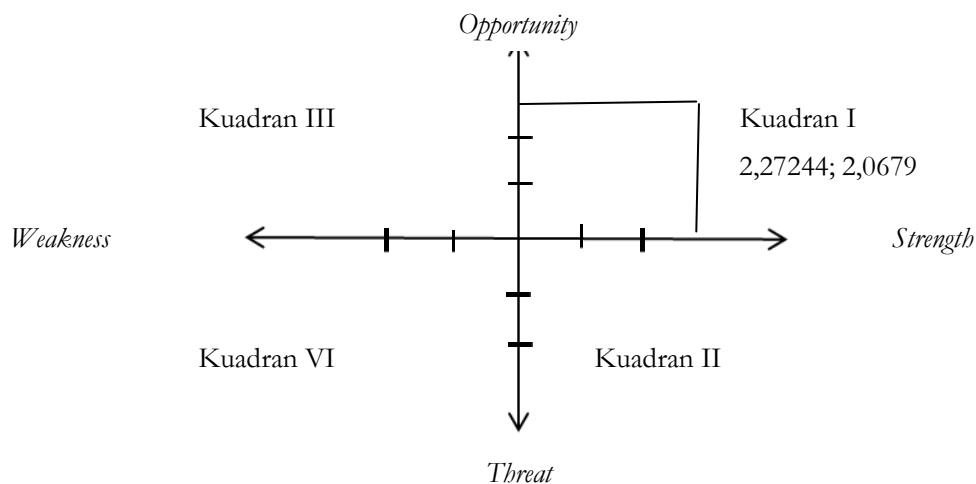 Opportunity
Kuadran III
Kuadran I
2,27244; 2,0679
Weakness
Strength
Kuadran VI
Kuadran II
Threat